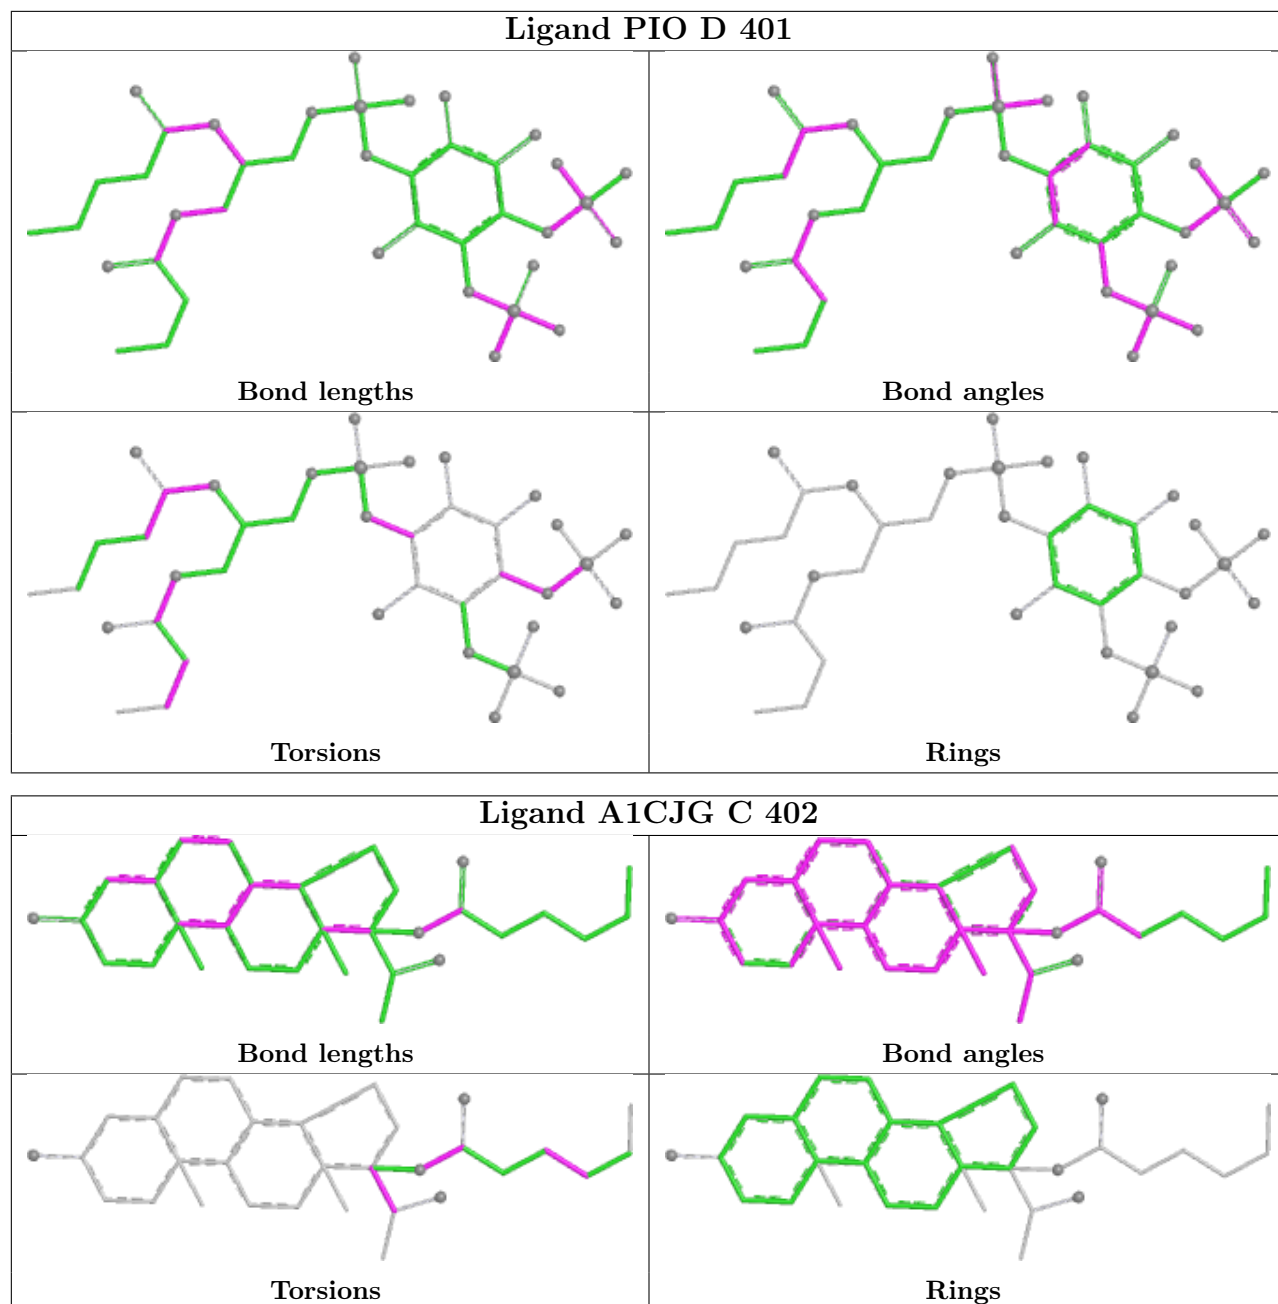 Ligand PIO D 401
Bond lengths
Bond angles
Torsions
Rings
Ligand A1CJG C 402
Bond lengths
Bond angles
Torsions
Rings